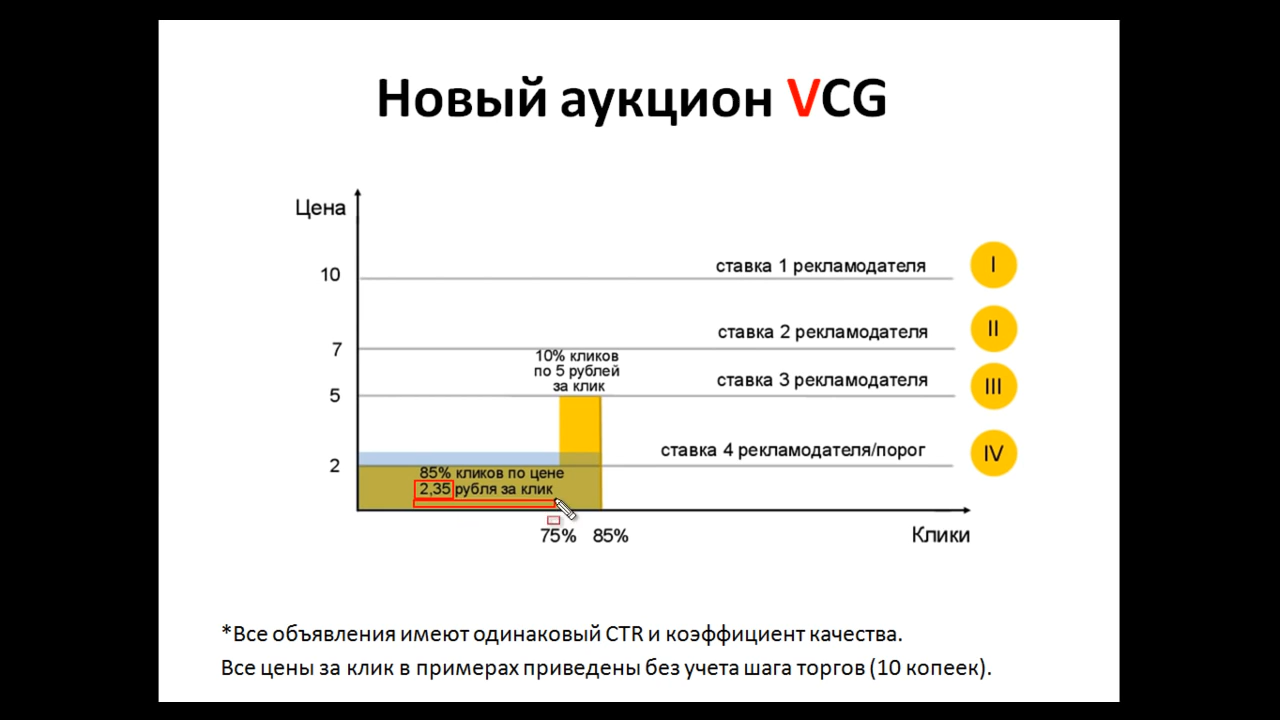 Новый аукцион VCG
Цена
10
ставка 1 рекламодателя
I
ставка 2 рекламодателя
II
7
10% кликов
по 5 рублей
за клик
ставка 3 рекламодателя
III
5
ставка 4 рекламодателя/порог
IV
2
85% кликов по цене
2,35 рубля за клик
75%
85%
Клики
*Все объявления имеют одинаковый CTR и коэффициент качества.
Все цены за клик в примерах приведены без учета шага торгов (10 копеек).